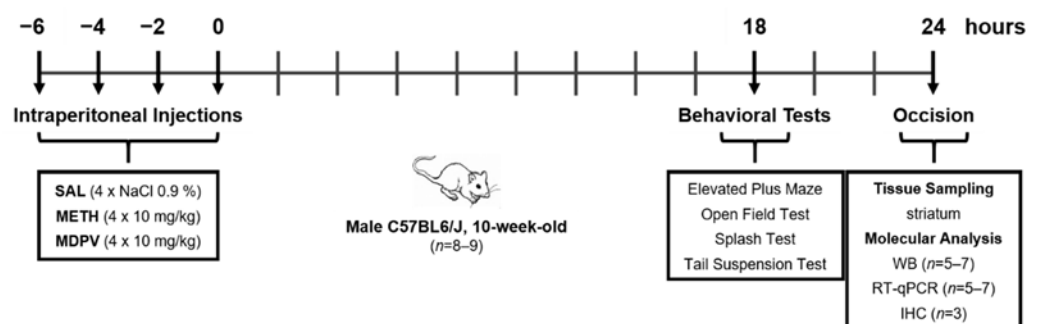 −6 −4 −2 0 18 24 hours
Intraperitoneal Injections
SAL (4 x NaCl 0.9 %)
METH (4 x 10 mg/kg)
MDPV (4 x 10 mg/kg)
Male C57BL6/J, 10-week-old
(n=8–9)
Behavioral Tests
Elevated Plus Maze
Open Field Test
Splash Test
Tail Suspension Test
Occision
Tissue Sampling
striatum
Molecular Analysis
WB (n=5–7)
RT-qPCR (n=5–7)
IHC (n=3)